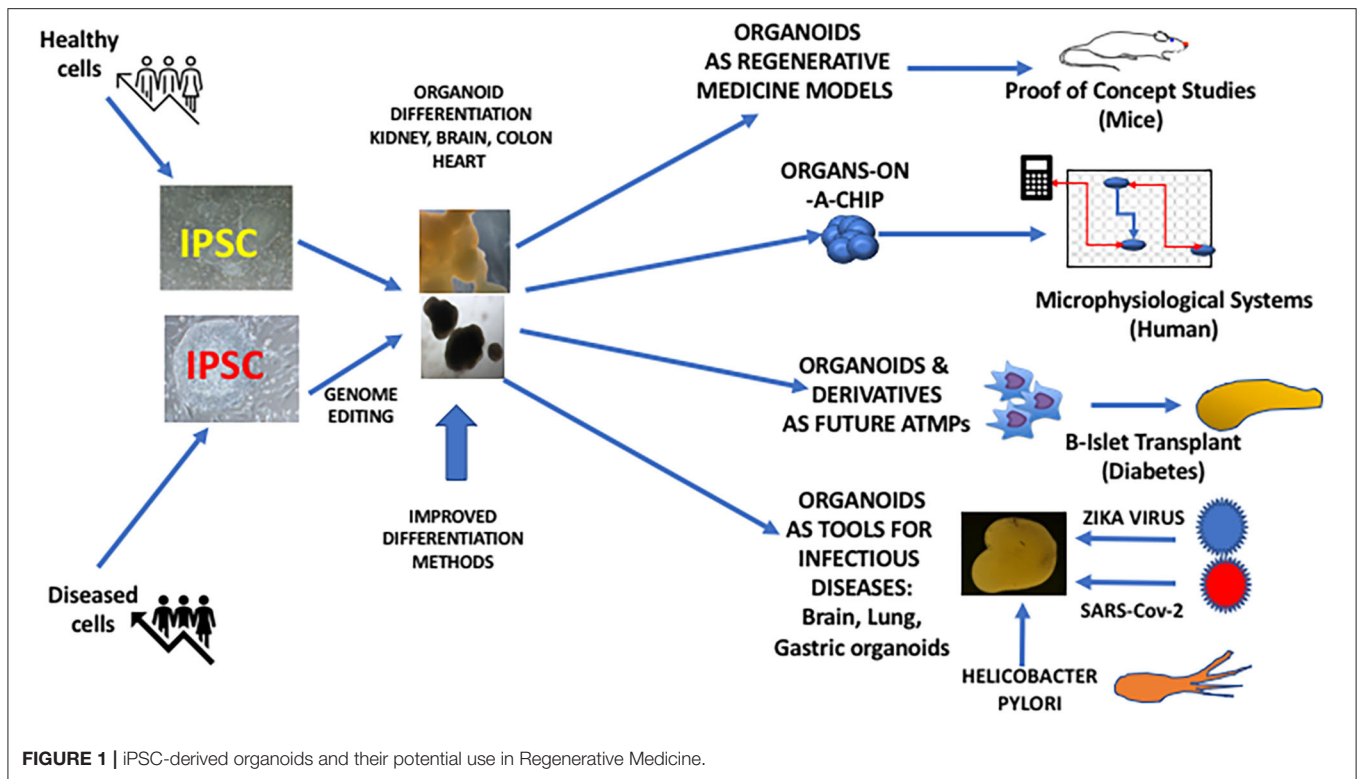 Healthy
cells
IPSC
IPSC
GENOME
EDITING
Diseased
cells
ORGANOID
DIFFERENTIATION
KIDNEY, BRAIN, COLON
HEART
IMPROVED
DIFFERENTIATION
METHODS
ORGANOIDS
AS REGENERATIVE
MEDICINE MODELS
Proof of Concept Studies
(Mice)
ORGANS-ON
-A-CHIP
Microphysiological Systems
(Human)
ORGANOIDS &
DERIVATIVES
AS FUTURE ATMPs
B-Islet Transplant
(Diabetes)
ORGANOIDS
AS TOOLS FOR
INFECTIOUS
DISEASES:
Brain, Lung,
Gastric organoids
ZIKA VIRUS
SARS-Cov-2
HELICOBACTER
PYLORI
FIGURE 1 | iPSC-derived organoids and their potential use in Regenerative Medicine.